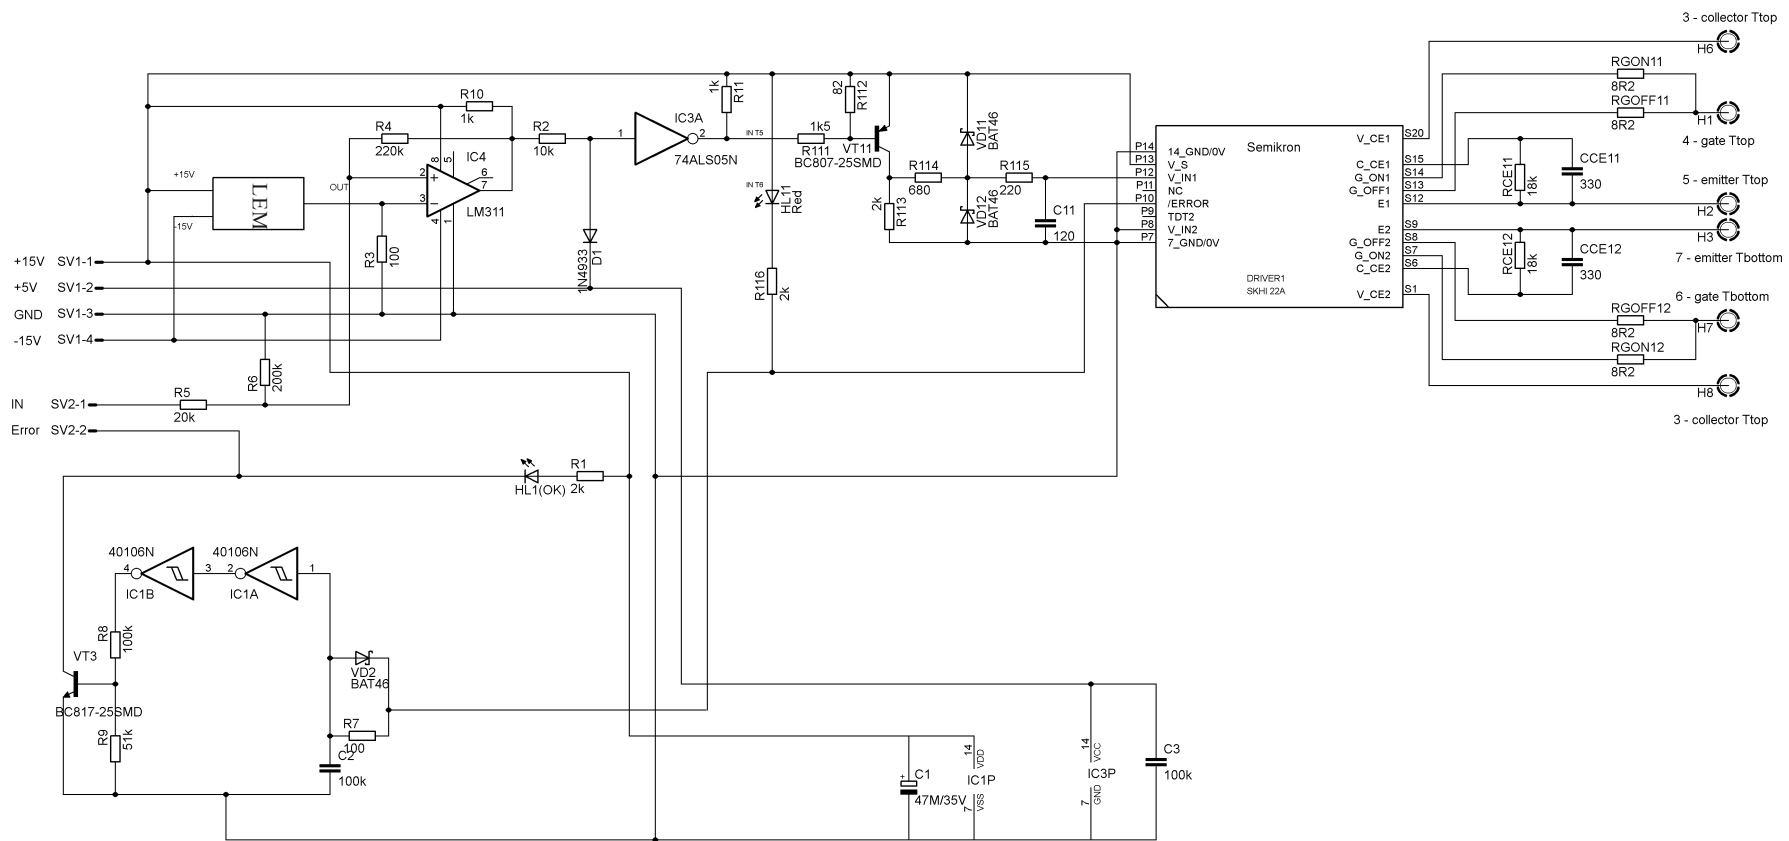 3 - collector Ttop
H6
RGON11
8R2
RGOFF11
8R2
H1
4 - gate Ttop
5 - emitter Ttop
H2
H3
7 - emitter Tbottom
6 - gate Tbottom
RGOFF12
8R2
H7
RGON12
8R2
H8
3 - collector Ttop
R10
1k
R4
220k
R2
10k
IC4
8
5
2
+
6
7
3
−
4
1
LM311
+15V
-15V
LEM
OUT
R3
100
1
IC3A
2
74ALS05N
1k
R11
IN T5
IN T6
HL11
Red
R116
2k
82
R112
1k5
R111
VT11
BC807-25SMD
2k
R113
R114
680
VD11
BAT46
VD12
BAT46
R115
220
C11
120
1N4933
D1
Semikron
DRIVER1
SKHI 22A
P14 14_GND/0V
P13 V_S
P12 V_IN1
P11 NC
P10 /ERROR
P9 TDT2
P8 V_IN2
P7 7_GND/0V
V_CE1 S20
C_CE1 S15
G_ON1 S14
G_OFF1 S13
E1 S12
E2 S9
G_OFF2 S8
G_ON2 S7
C_CE2 S6
V_CE2 S1
RCE11
18k
CCE11
330
RCE12
18k
CCE12
330
+15V SV1-1
+5V SV1-2
GND SV1-3
-15V SV1-4
R6
200k
R5
20k
IN SV2-1
Error SV2-2
HL1(OK)
R1
2k
40106N
4
3
IC1B
40106N
2
1
IC1A
R8
100k
VT3
BC817-25SMD
R9
51k
VD2
BAT46
R7
100
C2
100k
+
C1
47M/35V
14
VDD
IC1P
7
VSS
14
VCC
IC3P
7
GND
C3
100k